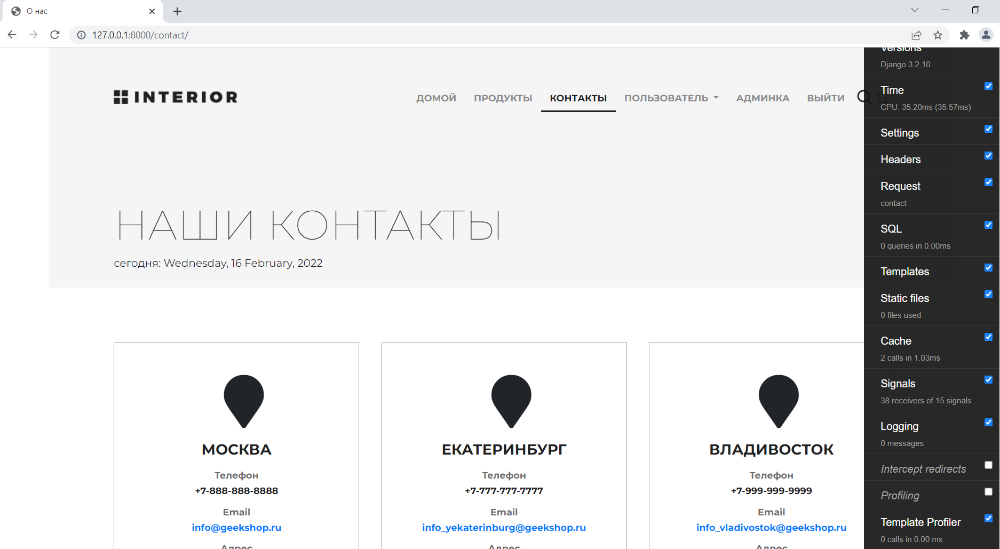 О нас
127.0.0.1:8000/contact/
INTERIOR
ДОМОЙ ПРОДУКТЫ КОНТАКТЫ ПОЛЬЗОВАТЕЛЬ АДМИНКА ВЫЙТИ
НАШИ КОНТАКТЫ
сегодня: Wednesday, 16 February, 2022
МОСКВА
Телефон
+7-888-888-8888
Email
info@geekshop.ru
Адрес
ЕКАТЕРИНБУРГ
Телефон
+7-777-777-7777
Email
info_yekaterinburg@geekshop.ru
Адрес
ВЛАДИВОСТОК
Телефон
+7-999-999-9999
Email
info_vladivostok@geekshop.ru
Адрес
Versions
Django 3.2.10
Time
CPU: 35.20ms (35.57ms)
Settings
Headers
Request
contact
SQL
0 queries in 0.00ms
Templates
Static files
0 files used
Cache
2 calls in 1.03ms
Signals
38 receivers of 15 signals
Logging
0 messages
Intercept redirects
Profiling
Template Profiler
0 calls in 0.00 ms